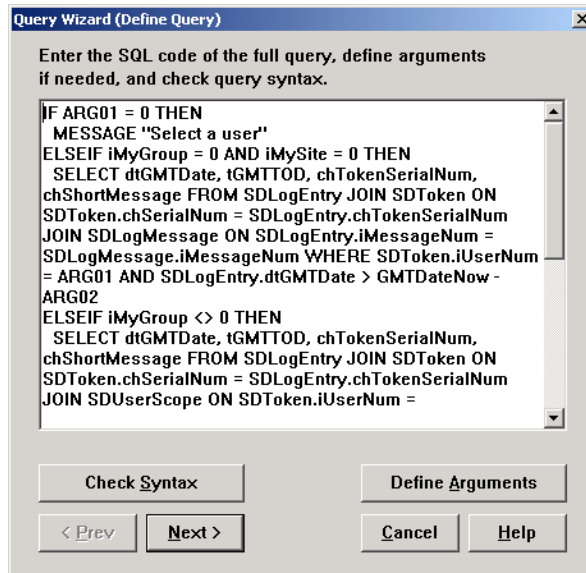 Query Wizard (Define Query)
Enter the SQL code of the full query, define arguments
if needed, and check query syntax.
IF ARG01 = 0 THEN
MESSAGE "Select a user"
ELSEIF iMyGroup = 0 AND iMySite = 0 THEN
SELECT dtGMTDate, tGMTTOD, chTokenSerialNum,
chShortMessage FROM SDLogEntry JOIN SDToken ON
SDToken.chSerialNum = SDLogEntry.chTokenSerialNum
JOIN SDLogMessage ON SDLogEntry.iMessageNum =
SDLogMessage.iMessageNum WHERE SDToken.iUserNum
= ARG01 AND SDLogEntry.dtGMTDate > GMTDateNow -
ARG02
ELSEIF iMyGroup <> 0 THEN
SELECT dtGMTDate, tGMTTOD, chTokenSerialNum,
chShortMessage FROM SDLogEntry JOIN SDToken ON
SDToken.chSerialNum = SDLogEntry.chTokenSerialNum
JOIN SDUserScope ON SDToken.iUserNum =
Check Syntax
Define Arguments
< Prev
Next >
Cancel
Help